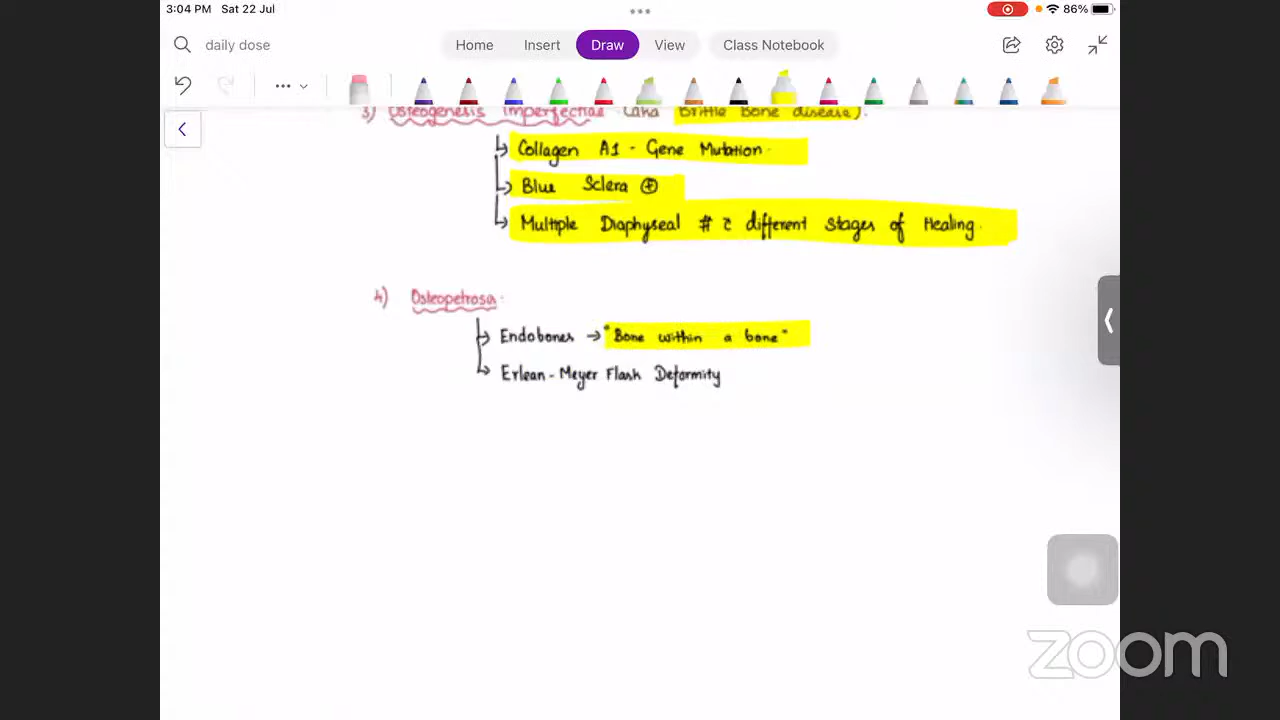 3:04 PM Sat 22 Jul
86%
daily dose
Home Insert Draw View Class Notebook
3) Osteogenesis Imperfectiae (aka Brittle Bone disease).
Collagen A1 - Gene Mutation.
Blue Sclera +
Multiple Diaphyseal # c̄ different stages of Healing.
4) Osteopetrosa.
Endobones → "Bone within a bone"
Erlean-Meyer Flask Deformity
zoom